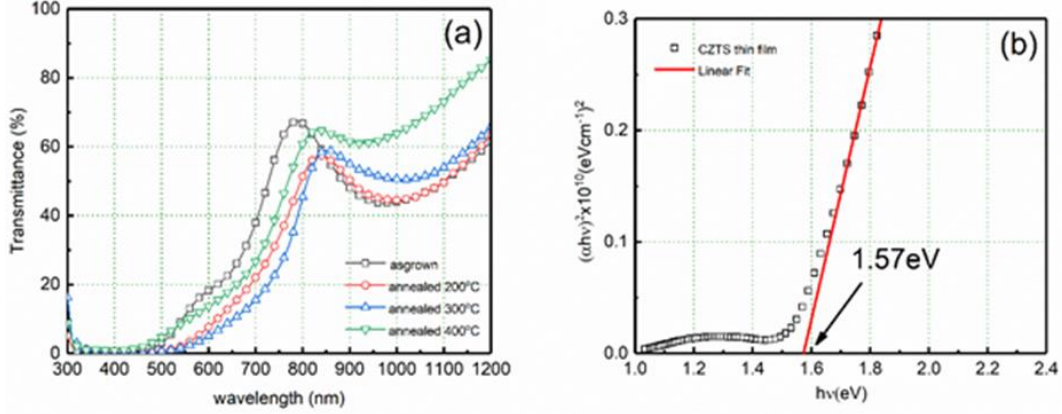 (a)
Transmittance (%)
100
80
60
40
20
0
asgrown
annealed 200°C
annealed 300°C
annealed 400°C
300 400 500 600 700 800 900 1000 1100 1200
wavelength (nm)
(b)
(αhν)²x10¹⁰(eVcm⁻¹)²
0.3
0.2
0.1
0.0
CZTS thin film
Linear Fit
1.57eV
1.0 1.2 1.4 1.6 1.8 2.0 2.2 2.4
hν(eV)